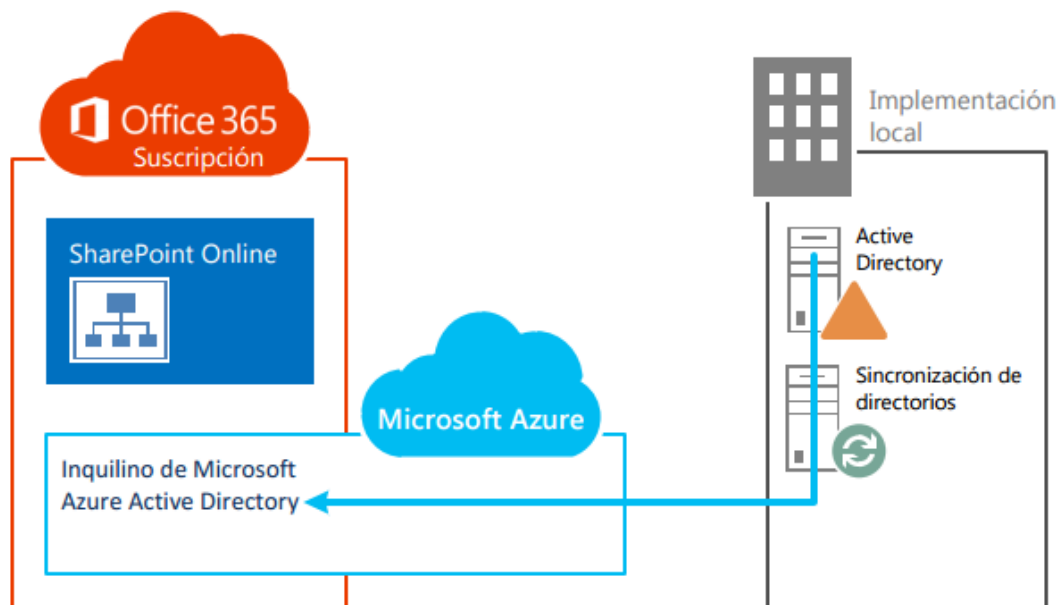 Office 365
Suscripción
SharePoint Online
Microsoft Azure
Inquilino de Microsoft
Azure Active Directory
Implementación
local
Active
Directory
Sincronización de
directorios